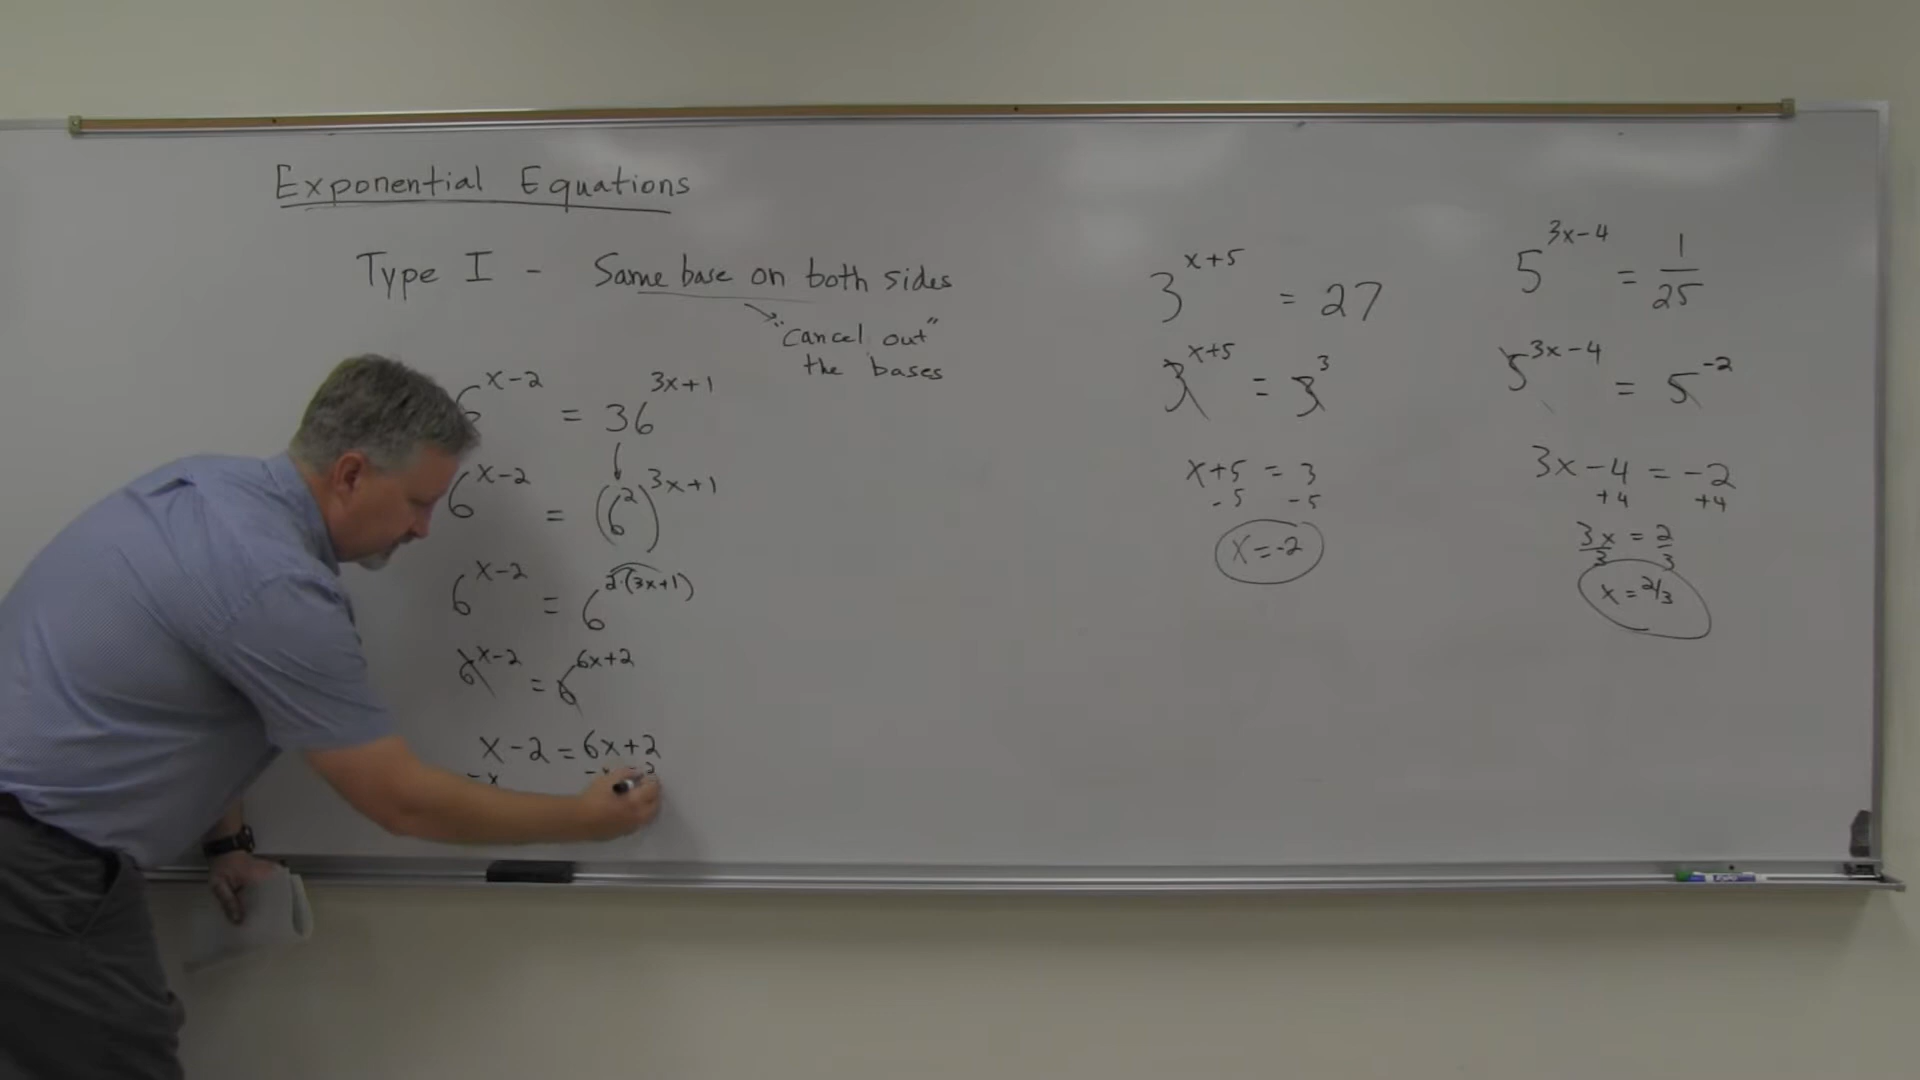 Exponential Equations
Type I - Same base on both sides
"Cancel out"
the bases
6^(x-2) = 36^(3x+1)
6^(x-2) = (6^2)^(3x+1)
6^(x-2) = 6^(2·(3x+1))
6^(x-2) = 6^(6x+2)
x-2 = 6x+2
-x -x -2
3^(x+5) = 27
3^(x+5) = 3^3
x+5 = 3
-5 -5
x = -2
5^(3x-4) = 1/25
5^(3x-4) = 5^(-2)
3x-4 = -2
+4 +4
3x/3 = 2/3
x = 2/3
EXPO